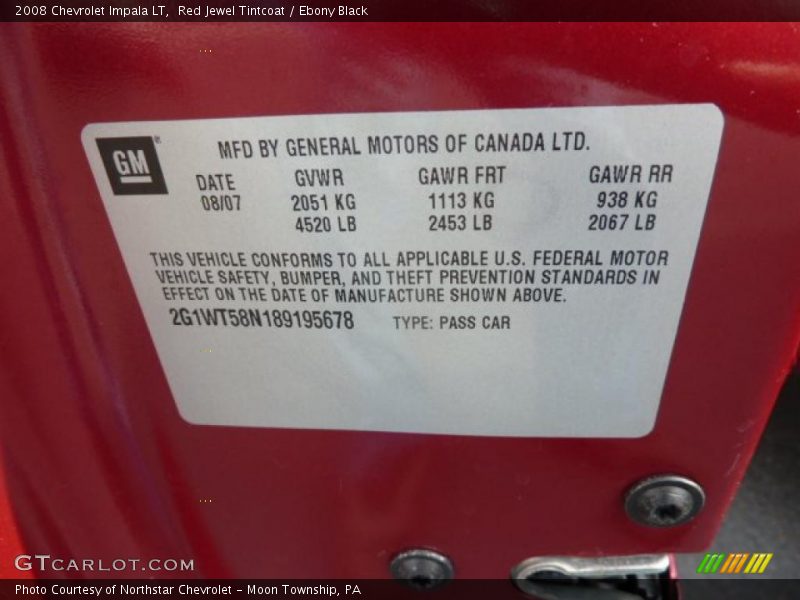 2008 Chevrolet Impala LT,  Red Jewel Tintcoat / Ebony Black
GM®
MFD BY GENERAL MOTORS OF CANADA LTD.
DATE GVWR GAWR FRT GAWR RR
08/07 2051 KG 1113 KG 938 KG
4520 LB 2453 LB 2067 LB
THIS VEHICLE CONFORMS TO ALL APPLICABLE U.S. FEDERAL MOTOR
VEHICLE SAFETY, BUMPER, AND THEFT PREVENTION STANDARDS IN
EFFECT ON THE DATE OF MANUFACTURE SHOWN ABOVE.
2G1WT58N189195678 TYPE: PASS CAR
GTCARLOT.COM
Photo Courtesy of Northstar Chevrolet - Moon Township, PA